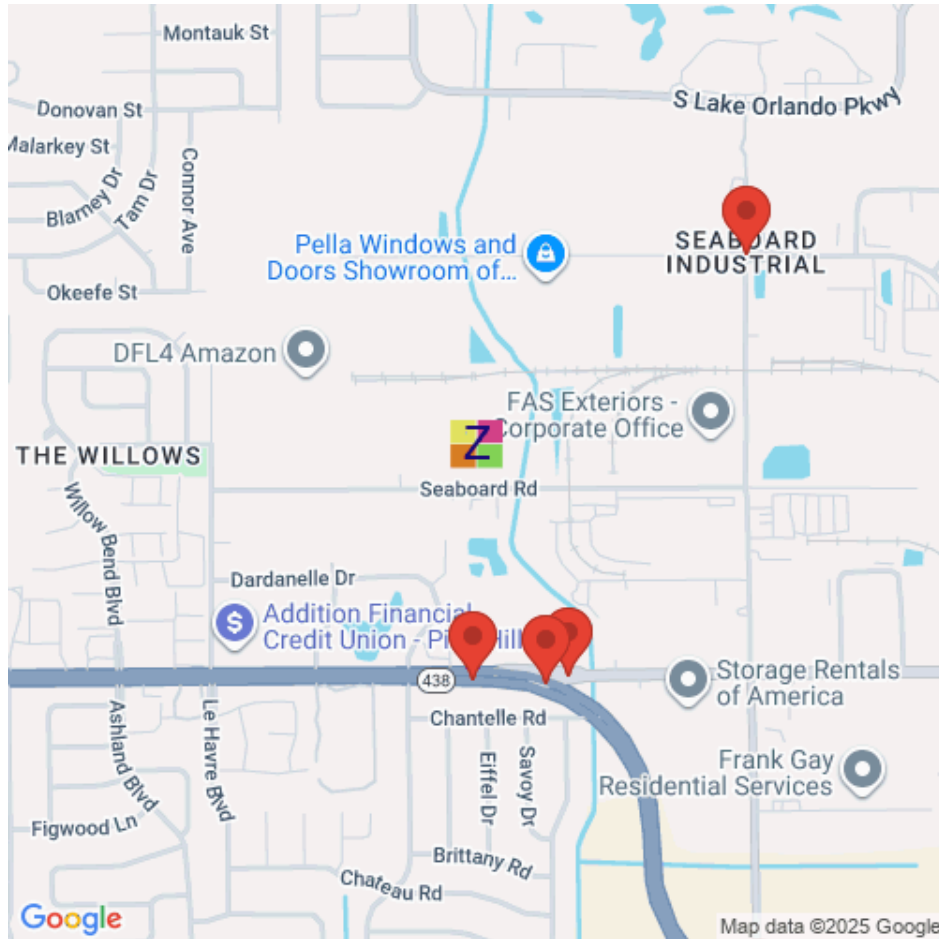 Montauk St
S Lake Orlando Pkwy
Donovan St
Malarkey St
Connor Ave
Blarney Dr
Tam Dr
SEABOARD
INDUSTRIAL
Pella Windows and
Doors Showroom of...
Okeefe St
DFL4 Amazon
FAS Exteriors -
Corporate Office
Z
THE WILLOWS
Seaboard Rd
Willow Bend Blvd
Dardanelle Dr
$
Addition Financial
Credit Union -
438
Storage Rentals
of America
Chantelle Rd
Ashland Blvd
Le Havre Blvd
Eiffel Dr
Savoy Dr
Frank Gay
Residential Services
Figwood Ln
Brittany Rd
Chateau Rd
Google
Map data ©2025 Google